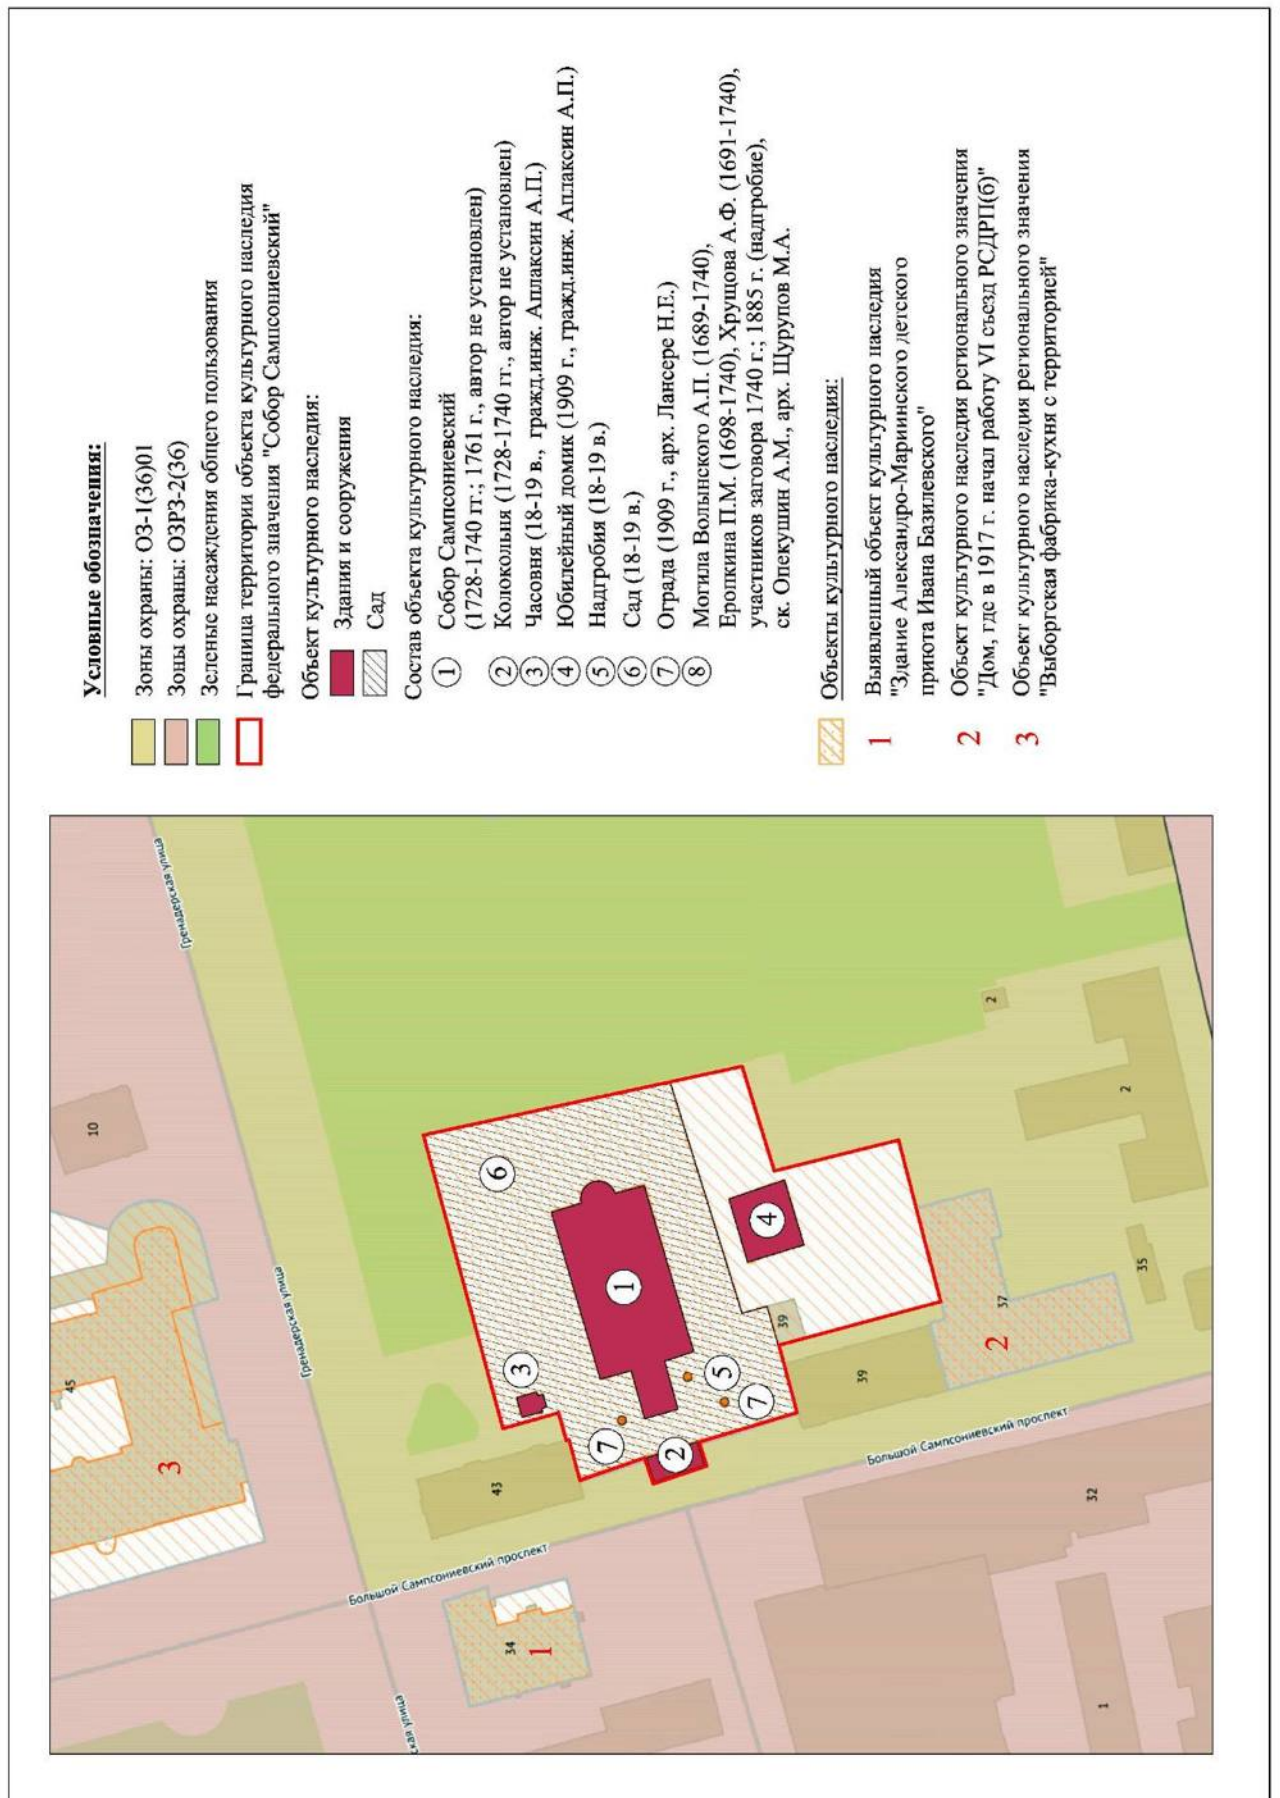 Условные обозначения:
Зоны охраны: ОЗ-1(36)01
Зоны охраны: ОЗРЗ-2(36)
Зеленые насаждения общего пользования
Граница территории объекта культурного наследия
федерального значения "Собор Сампсониевский"
Объект культурного наследия:
Здания и сооружения
Сад
Состав объекта культурного наследия:
1 Собор Сампсониевский
(1728-1740 гг.; 1761 г., автор не установлен)
2 Колокольня (1728-1740 гг., автор не установлен)
3 Часовня (18-19 в., гражд.инж. Аплаксин А.П.)
4 Юбилейный домик (1909 г., гражд.инж. Аплаксин А.П.)
5 Надгробия (18-19 в.)
6 Сад (18-19 в.)
7 Ограда (1909 г., арх. Лансере Н.Е.)
8 Могила Волынского А.П. (1689-1740),
Еропкина П.М. (1698-1740), Хрущова А.Ф. (1691-1740),
участников заговора 1740 г.; 1885 г. (надгробие),
ск. Опекушин А.М., арх. Щурупов М.А.
Объекты культурного наследия:
1 Выявленный объект культурного наследия
"Здание Александро-Мариинского детского
приюта Ивана Базилевского"
2 Объект культурного наследия регионального значения
"Дом, где в 1917 г. начал работу VI съезд РСДРП(б)"
3 Объект культурного наследия регионального значения
"Выборгская фабрика-кухня с территорией"
Гренадерская улица
10
45
3
Гренадерская улица
6
1
3
4
5
7
7
2
39
39
43
2
2
37
2
35
Большой Сампсониевский проспект
Большой Сампсониевский проспект
34
1
32
1
ская улица